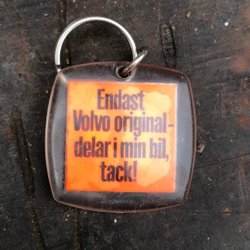 Endast
Volvo original-
delar i min bil,
tack!